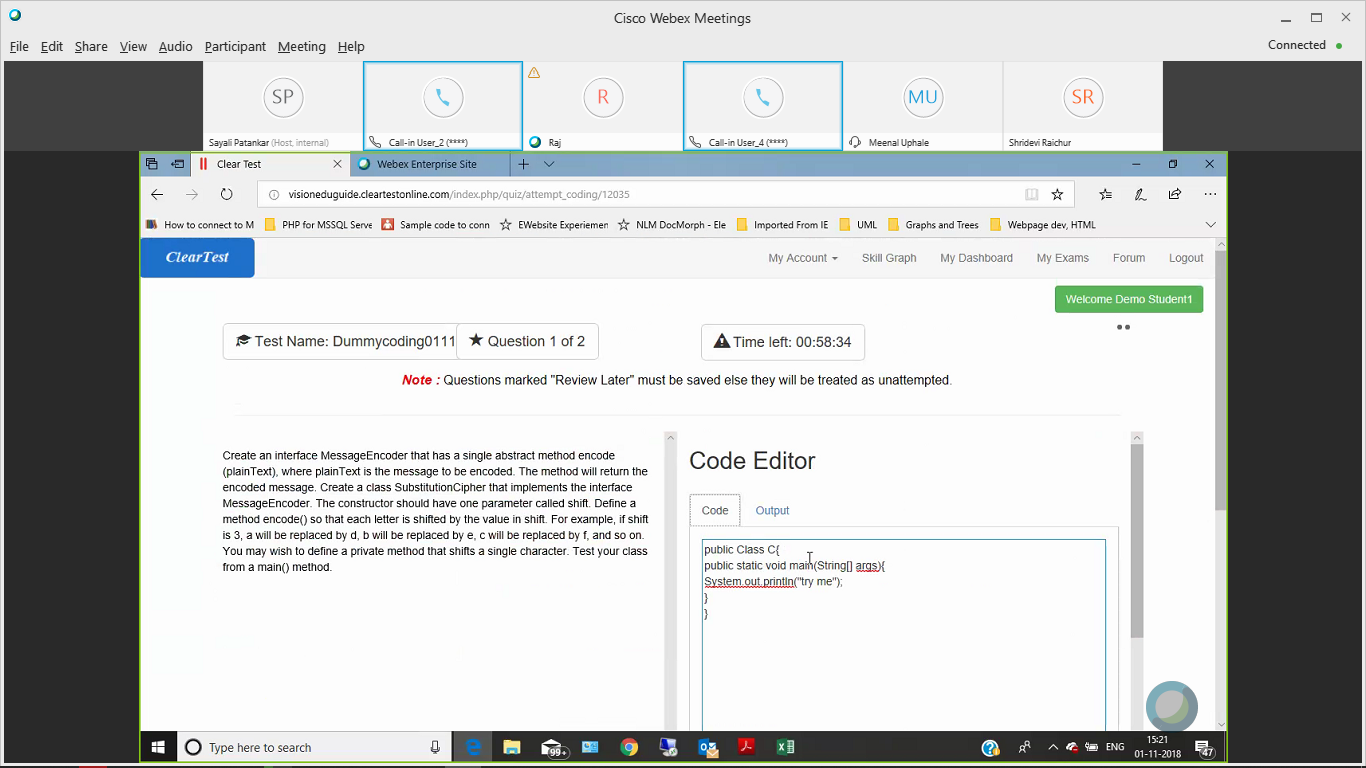 Cisco Webex Meetings
File Edit Share View Audio Participant Meeting Help
Connected
SP
R
MU
SR
Sayali Patankar (Host, internal)
Call-in User_2 (****)
Raj
Call-in User_4 (****)
Meenal Uphale
Shridevi Raichur
Clear Test
Webex Enterprise Site
visioneduguide.cleartestonline.com/index.php/quiz/attempt_coding/12035
How to connect to M
PHP for MSSQL Serve
Sample code to conn
EWebsite Experiemen
NLM DocMorph - Ele
Imported From IE
UML
Graphs and Trees
Webpage dev, HTML
ClearTest
My Account
Skill Graph
My Dashboard
My Exams
Forum
Logout
Welcome Demo Student1
Test Name: Dummycoding0111
Question 1 of 2
Time left: 00:58:34
Note : Questions marked "Review Later" must be saved else they will be treated as unattempted.
Create an interface MessageEncoder that has a single abstract method encode
(plainText), where plainText is the message to be encoded. The method will return the
encoded message. Create a class SubstitutionCipher that implements the interface
MessageEncoder. The constructor should have one parameter called shift. Define a
method encode() so that each letter is shifted by the value in shift. For example, if shift
is 3, a will be replaced by d, b will be replaced by e, c will be replaced by f, and so on.
You may wish to define a private method that shifts a single character. Test your class
from a main() method.
Code Editor
Code
Output
public Class C{
public static void main(String[] args){
System.out.println("try me");
}
}
Type here to search
99+
ENG
15:21
01-11-2018
47